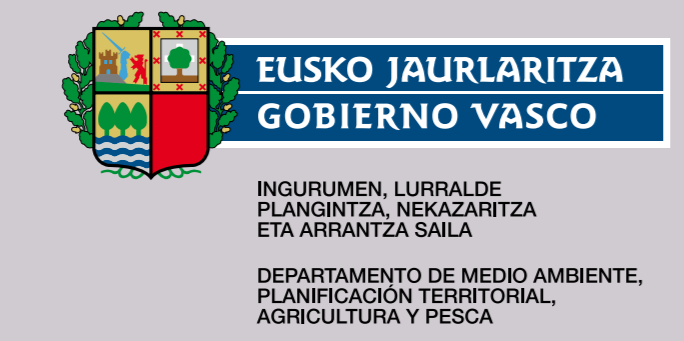 EUSKO JAURLARITZA
GOBIERNO VASCO
INGURUMEN, LURRALDE
PLANGINTZA, NEKAZARITZA
ETA ARRANTZA SAILA
DEPARTAMENTO DE MEDIO AMBIENTE,
PLANIFICACIÓN TERRITORIAL,
AGRICULTURA Y PESCA